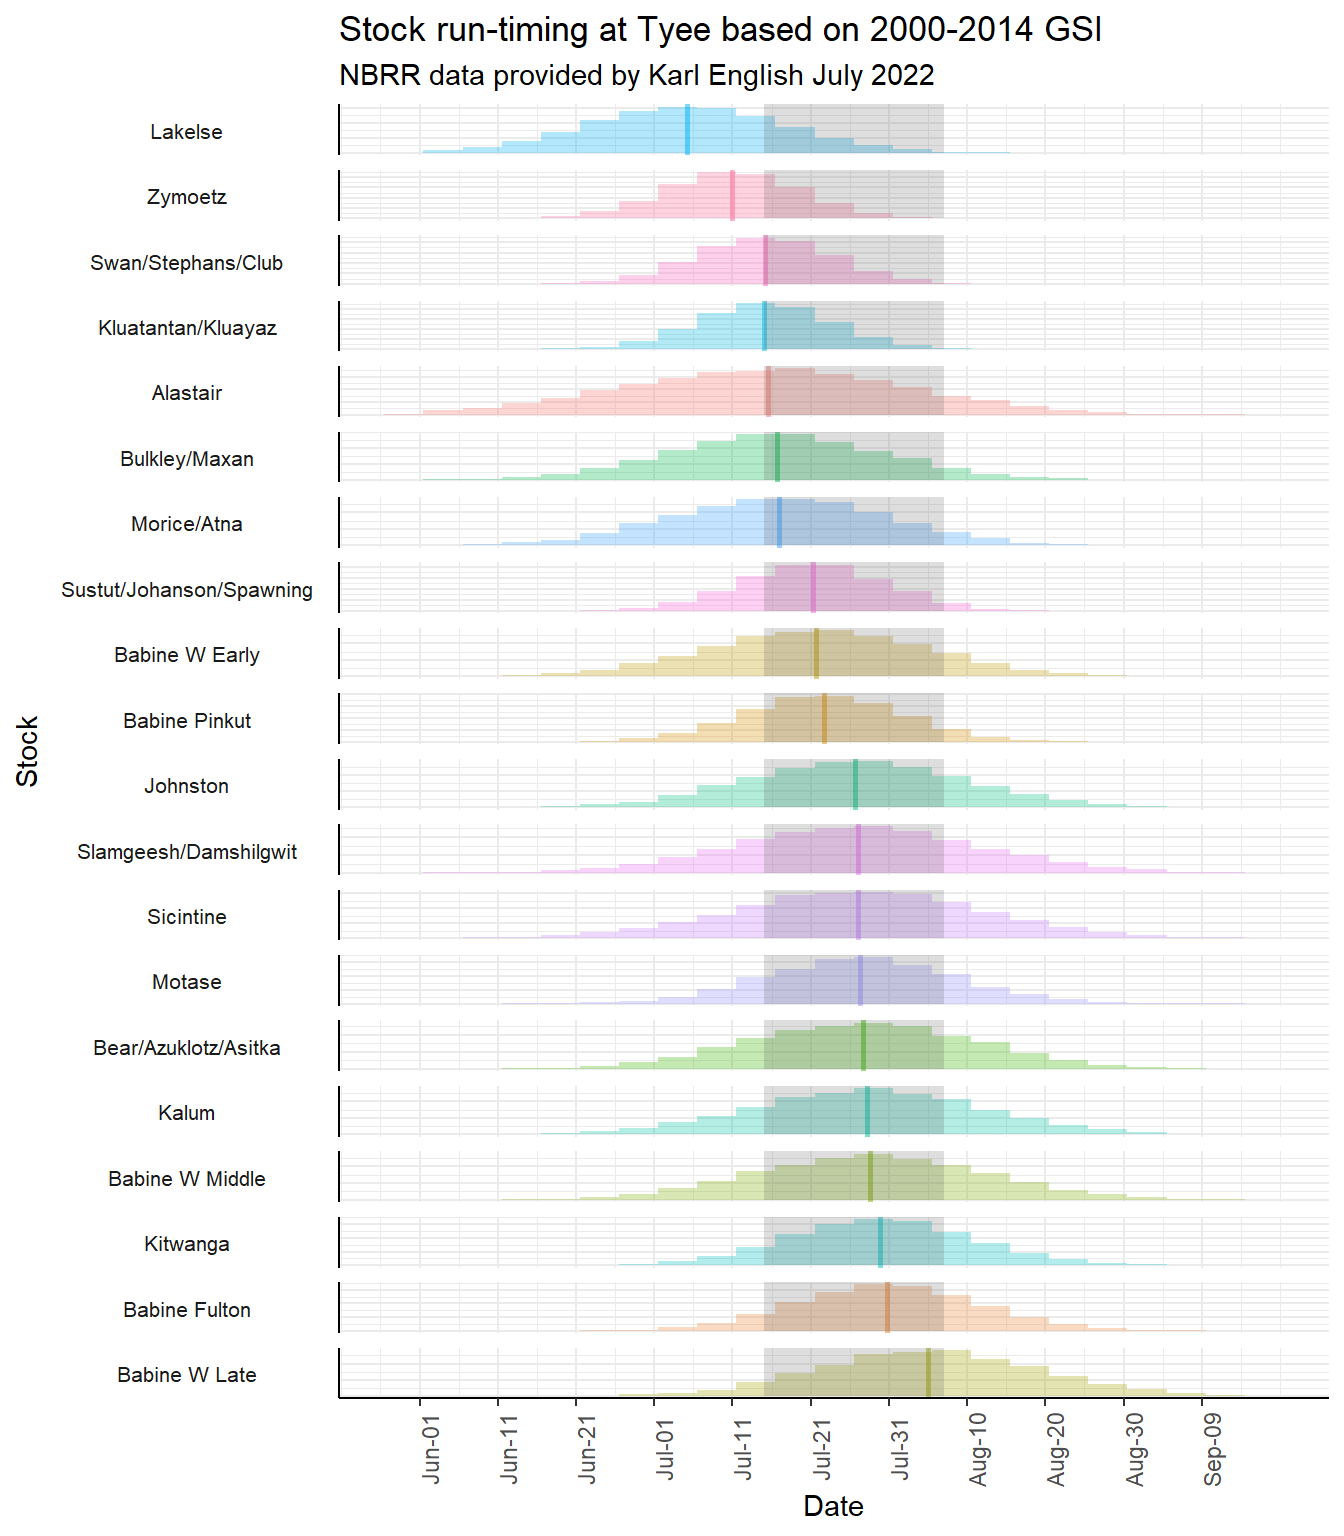 Stock run-timing at Tyee based on 2000-2014 GSI
NBRR data provided by Karl English July 2022
Lakelse
Zymoetz
Swan/Stephans/Club
Kluatantan/Kluayaz
Alastair
Bulkley/Maxan
Morice/Atna
Sustut/Johanson/Spawning
Babine W Early
Babine Pinkut
Johnston
Slamgeesh/Damshilgwit
Sicintine
Motase
Bear/Azuklotz/Asitka
Kalum
Babine W Middle
Kitwanga
Babine Fulton
Babine W Late
Stock
Jun-01
Jun-11
Jun-21
Jul-01
Jul-11
Jul-21
Jul-31
Aug-10
Aug-20
Aug-30
Sep-09
Date